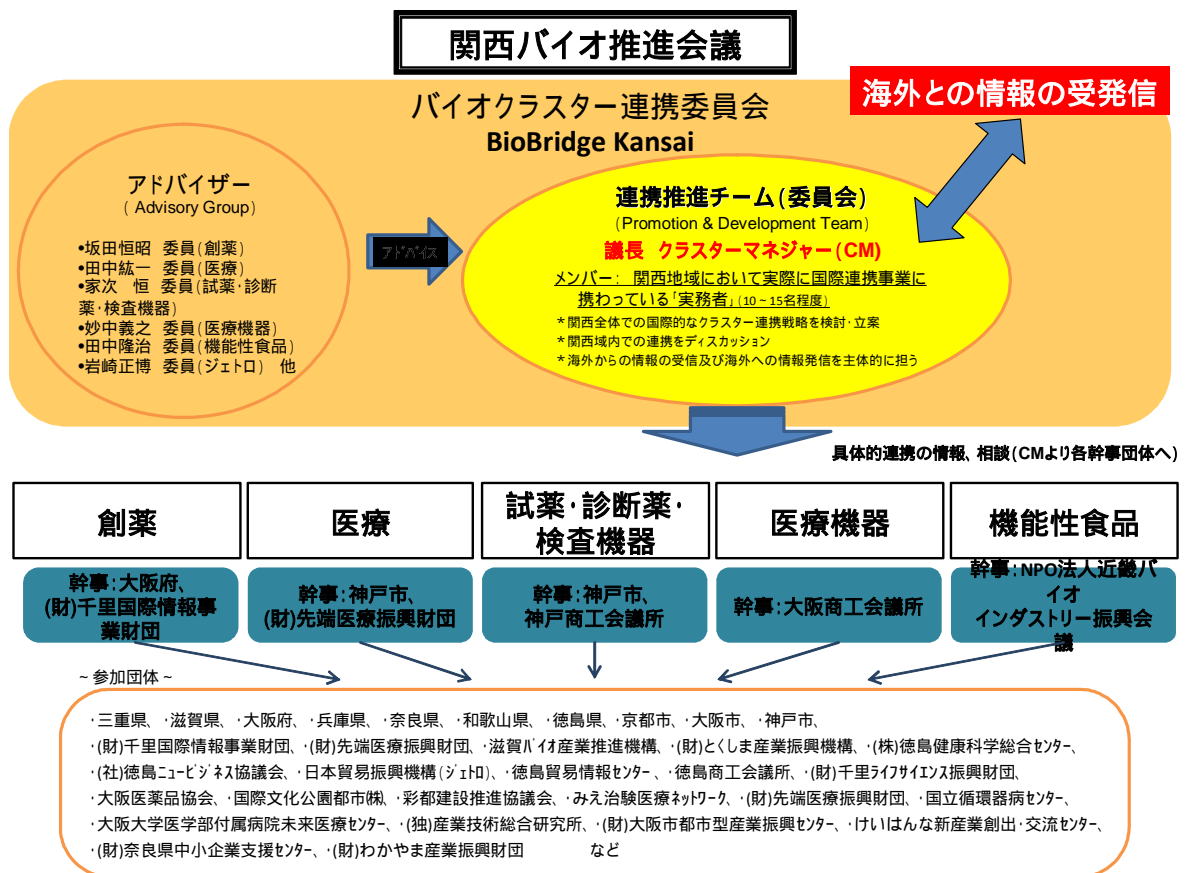 関西バイオ推進会議
バイオクラスター連携委員会
BioBridge Kansai
海外との情報の受発信
アドバイザー
(Advisory Group)
•坂田恒昭 委員(創薬)
•田中紘一 委員(医療)
•家次 恒 委員(試薬・診断
薬・検査機器)
•妙中義之 委員(医療機器)
•田中隆治 委員(機能性食品)
•岩崎正博 委員(ジェトロ) 他
アドバイス
連携推進チーム(委員会)
(Promotion & Development Team)
議長 クラスターマネジャー(CM)
メンバー: 関西地域において実際に国際連携事業に
携わっている「実務者」(10~15名程度)
*関西全体での国際的なクラスター連携戦略を検討・立案
*関西域内での連携をディスカッション
*海外からの情報の受信及び海外への情報発信を主体的に担う
具体的連携の情報、相談(CMより各幹事団体へ)
創薬
医療
試薬・診断薬・
検査機器
医療機器
機能性食品
幹事:大阪府、
(財)千里国際情報事
業財団
幹事:神戸市、
(財)先端医療振興財団
幹事:神戸市、
神戸商工会議所
幹事:大阪商工会議所
幹事:NPO法人近畿バ
イオ
インダストリー振興会
議
~参加団体~
・三重県、・滋賀県、・大阪府、・兵庫県、・奈良県、・和歌山県、・徳島県、・京都市、・大阪市、・神戸市、
・(財)千里国際情報事業財団、・(財)先端医療振興財団、・滋賀バイオ産業推進機構、・(財)とくしま産業振興機構、・(株)徳島健康科学総合センター、
・(社)徳島ニュービジネス協議会、・日本貿易振興機構(ジェトロ)、・徳島貿易情報センター、・徳島商工会議所、・(財)千里ライフサイエンス振興財団、
・大阪医薬品協会、・国際文化公園都市㈱、・彩都建設推進協議会、・みえ治験医療ネットワーク、・(財)先端医療振興財団、・国立循環器病センター、
・大阪大学医学部付属病院未来医療センター、・(独)産業技術総合研究所、・(財)大阪市都市型産業振興センター、・けいはんな新産業創出・交流センター、
・(財)奈良県中小企業支援センター、・(財)わかやま産業振興財団 など